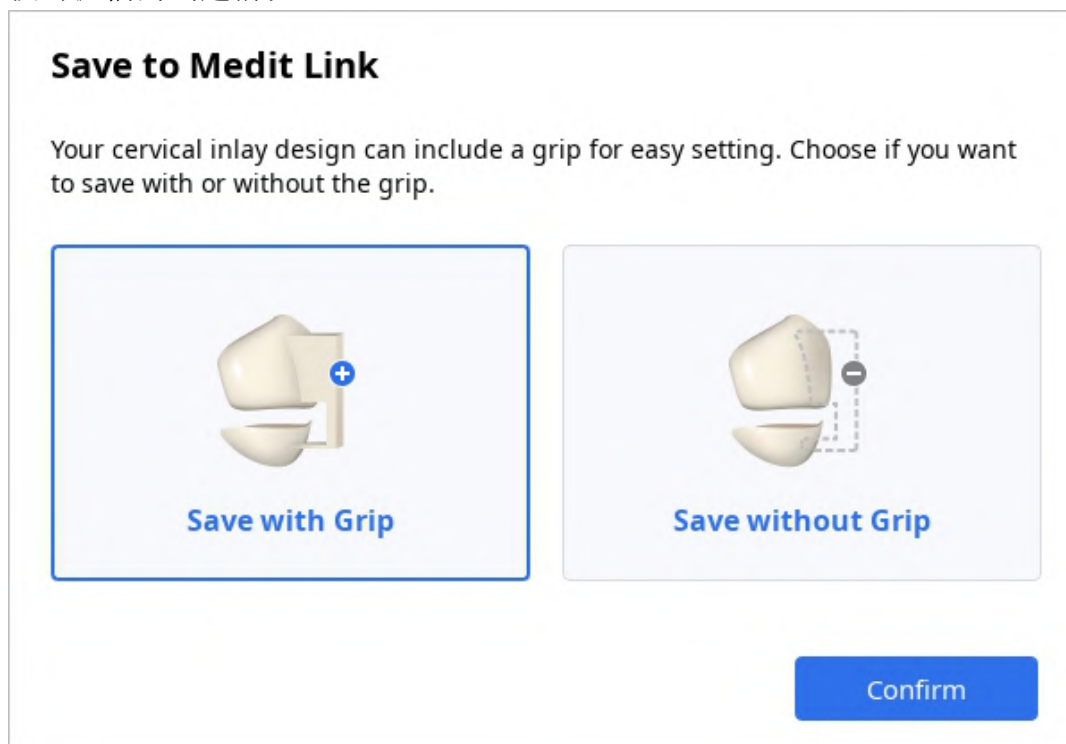 Save to Medit Link
Your cervical inlay design can include a grip for easy setting. Choose if you want
to save with or without the grip.
Save with Grip
Save without Grip
Confirm